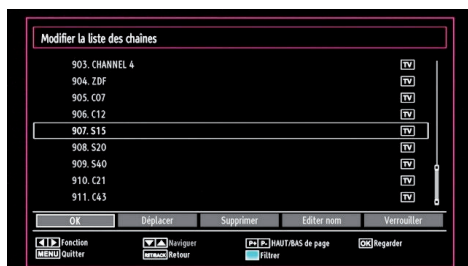 Modifier la liste des chaînes
903. CHANNEL 4 TV
904. ZDF TV
905. C07 TV
906. C12 TV
907. S15 TV
908. S20 TV
909. S40 TV
910. C21 TV
911. C43 TV
OK Déplacer Supprimer Editer nom Verrouiller
Fonction Naviguer P+ P- HAUT/BAS de page OK Regarder
MENU Quitter RET/BACK Retour Filtrer